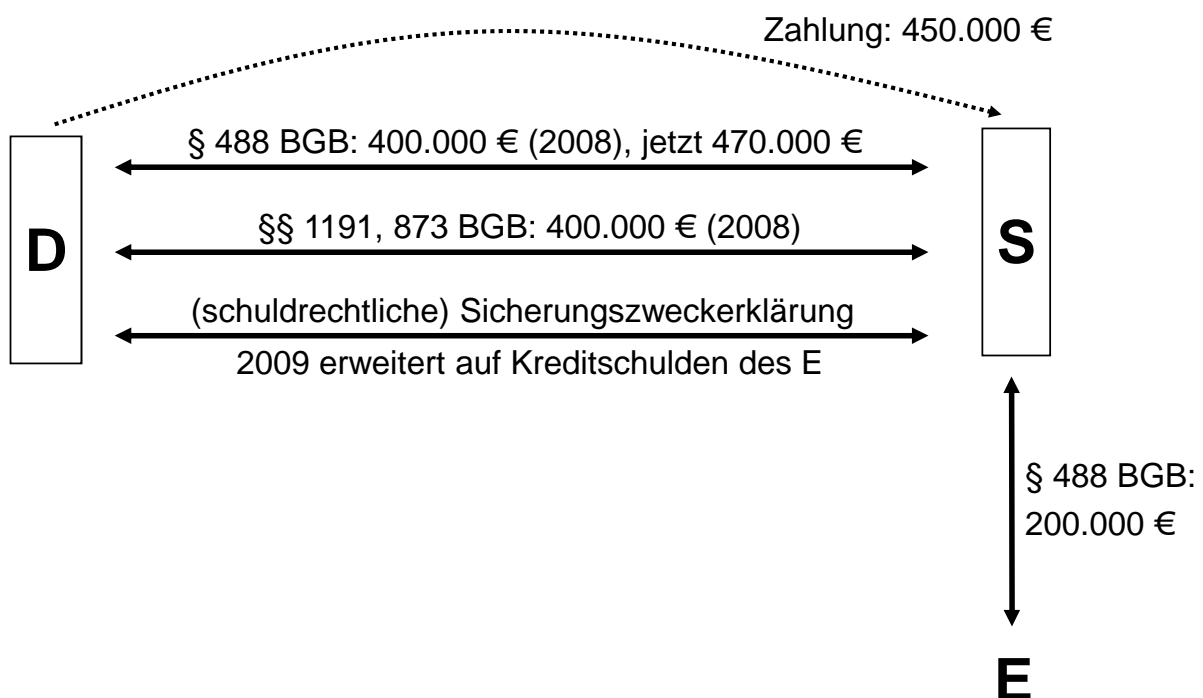 Zahlung: 450.000 €
§ 488 BGB: 400.000 € (2008), jetzt 470.000 €
§§ 1191, 873 BGB: 400.000 € (2008)
D
S
(schuldrechtliche) Sicherungszweckerklärung
2009 erweitert auf Kreditschulden des E
§ 488 BGB:
200.000 €
E